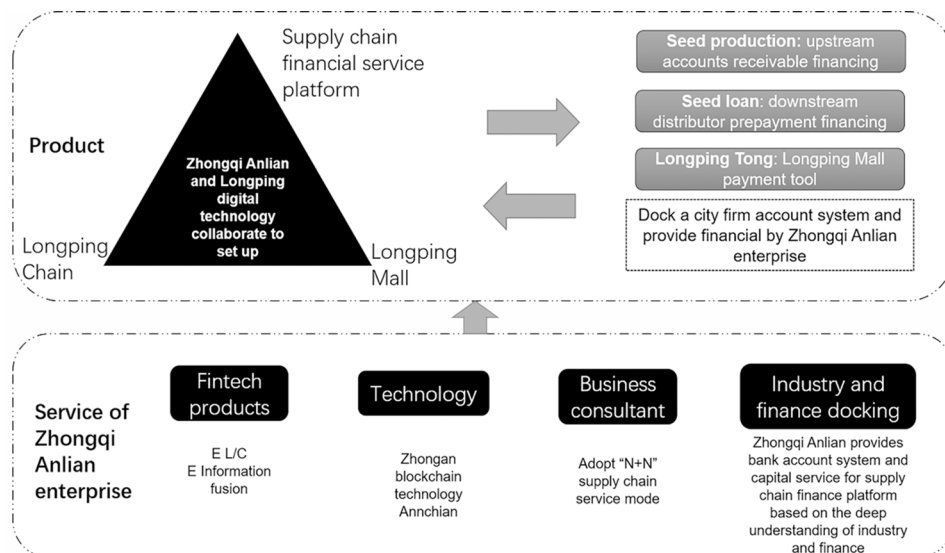 Supply chain
financial service
platform
Product
Zhongqi Anlian
and Longping
digital
technology
collaborate to
set up
Longping
Chain
Longping
Mall
Seed production: upstream
accounts receivable financing
Seed loan: downstream
distributor prepayment financing
Longping Tong: Longping Mall
payment tool
Dock a city firm account system and
provide financial by Zhongqi Anlian
enterprise
Service of
Zhongqi
Anlian
enterprise
Fintech
products
E L/C
E Information
fusion
Technology
Zhongan
blockchain
technology
Annchian
Business
consultant
Adopt “N+N”
supply chain
service mode
Industry and
finance docking
Zhongqi Anlian provides
bank account system and
capital service for supply
chain finance platform
based on the deep
understanding of industry
and finance